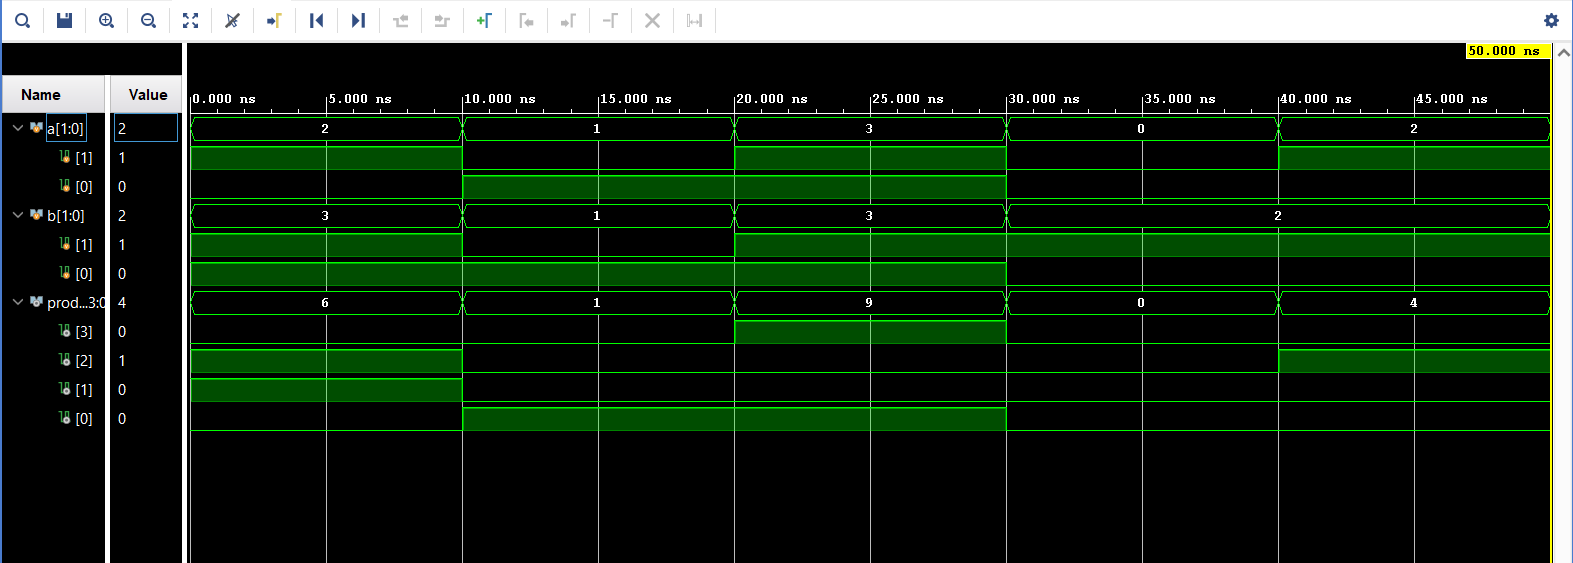 50.000 ns
Name Value
0.000 ns 5.000 ns 10.000 ns 15.000 ns 20.000 ns 25.000 ns 30.000 ns 35.000 ns 40.000 ns 45.000 ns
a[1:0] 2 2 1 3 0 2
[1] 1
[0] 0
b[1:0] 2 3 1 3 2
[1] 1
[0] 0
prod...3:0 4 6 1 9 0 4
[3] 0
[2] 1
[1] 0
[0] 0